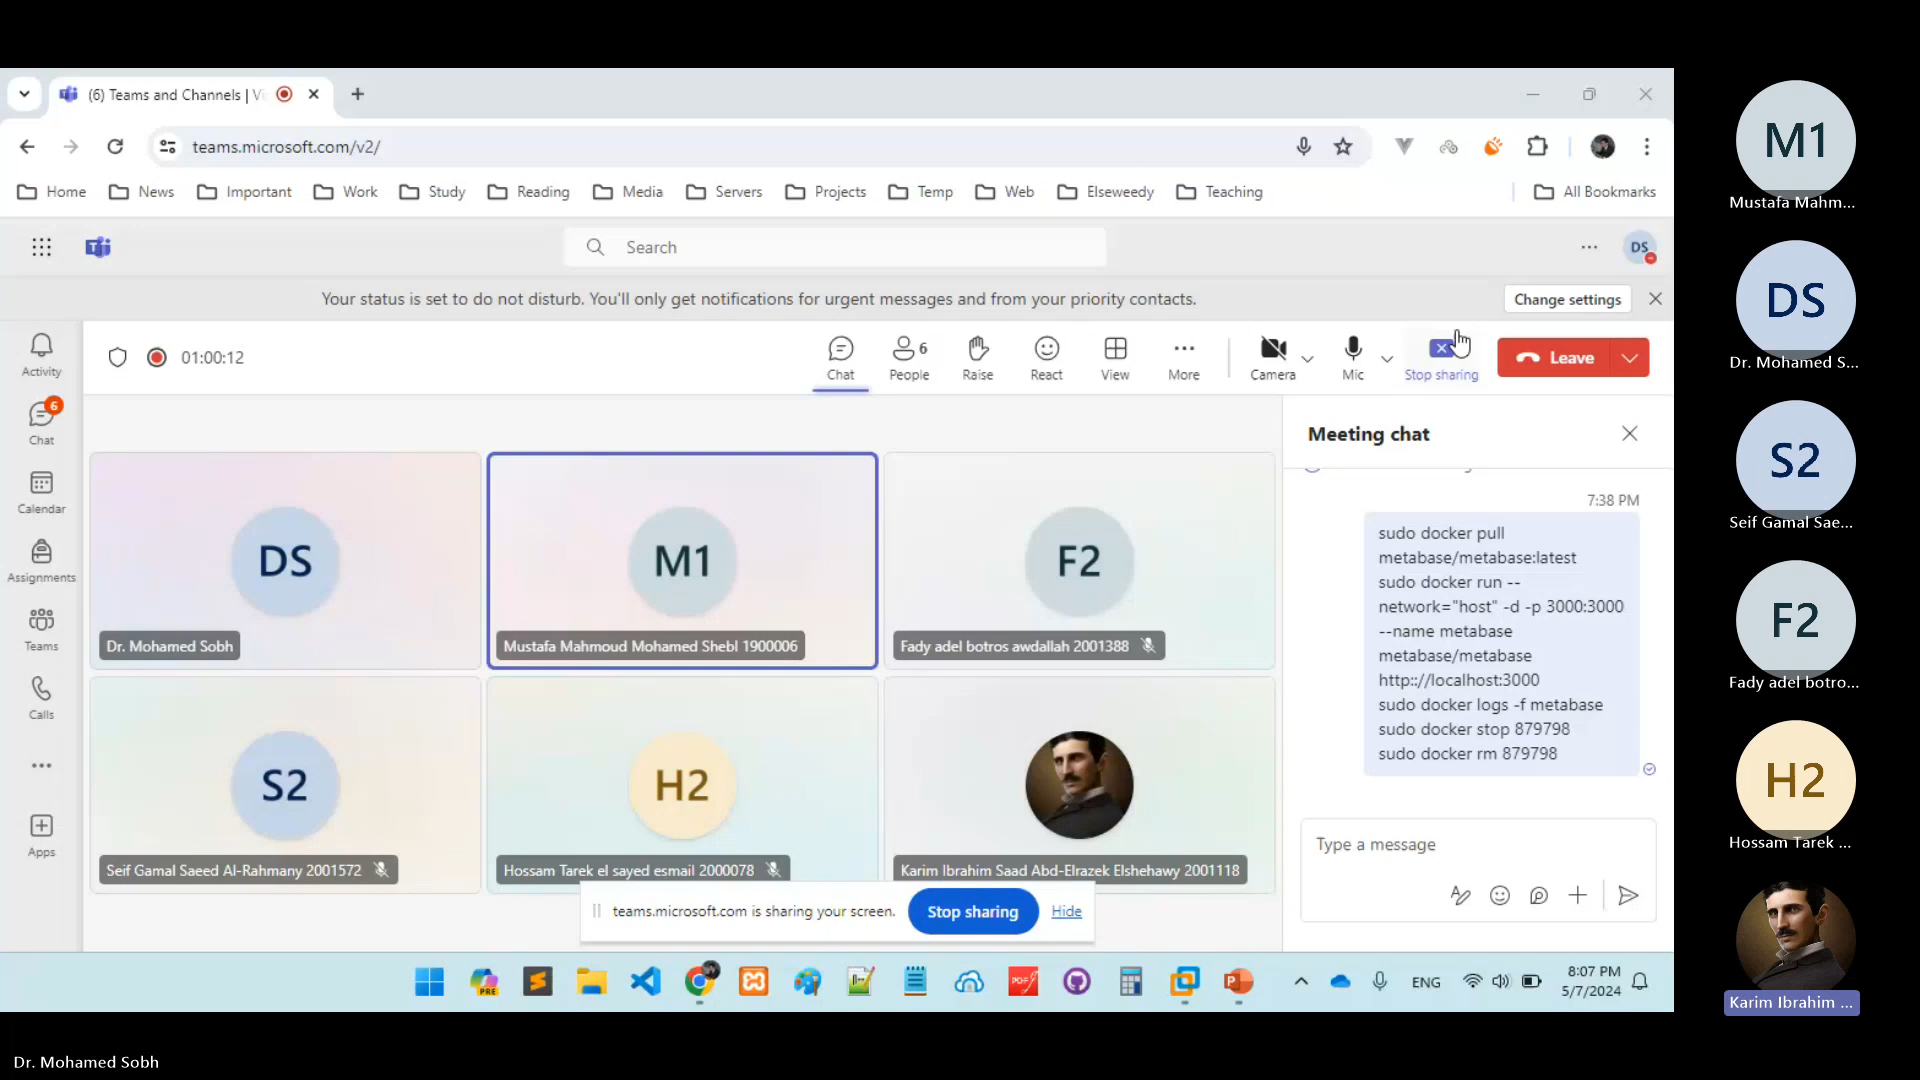 (6) Teams and Channels | Vi
teams.microsoft.com/v2/
Home
News
Important
Work
Study
Reading
Media
Servers
Projects
Temp
Web
Elseweedy
Teaching
All Bookmarks
Search
DS
Your status is set to do not disturb. You'll only get notifications for urgent messages and from your priority contacts.
Change settings
01:00:12
Chat
6
People
Raise
React
View
More
Camera
Mic
Stop sharing
Leave
Activity
6
Chat
Calendar
Assignments
Teams
Calls
Apps
DS
Dr. Mohamed Sobh
M1
Mustafa Mahmoud Mohamed Shebl 1900006
F2
Fady adel botros awdallah 2001388
S2
Seif Gamal Saeed Al-Rahmany 2001572
H2
Hossam Tarek el sayed esmail 2000078
Karim Ibrahim Saad Abd-Elrazek Elshehawy 2001118
Meeting chat
7:38 PM
sudo docker pull
metabase/metabase:latest
sudo docker run --
network="host" -d -p 3000:3000
--name metabase
metabase/metabase
http:://localhost:3000
sudo docker logs -f metabase
sudo docker stop 879798
sudo docker rm 879798
Type a message
teams.microsoft.com is sharing your screen.
Stop sharing
Hide
PRE
PDF
ENG
8:07 PM
5/7/2024
M1
Mustafa Mahm...
DS
Dr. Mohamed S...
S2
Seif Gamal Sae...
F2
Fady adel botro...
H2
Hossam Tarek ...
Karim Ibrahim ...
Dr. Mohamed Sobh